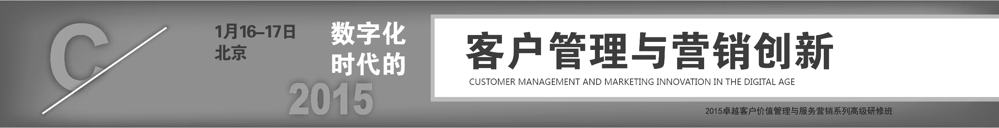 C
1月16-17日
北京
数字化
时代的
2015
客户管理与营销创新
CUSTOMER MANAGEMENT AND MARKETING INNOVATION IN THE DIGITAL AGE
2015卓越客户价值管理与服务营销系列高级研修班